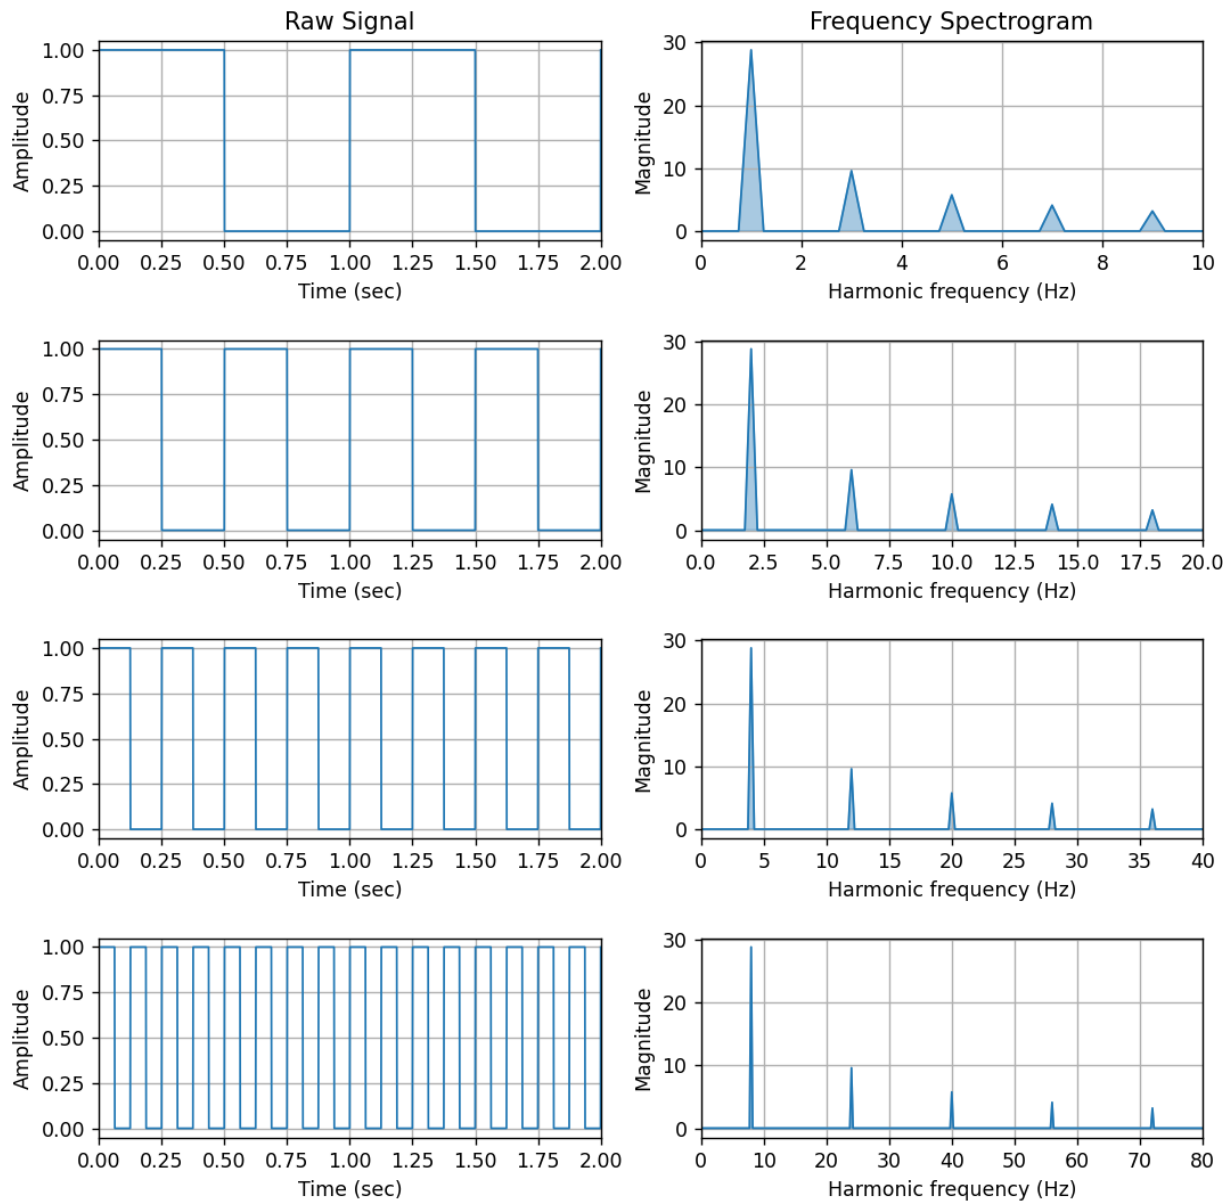 Raw Signal
Frequency Spectrogram
Amplitude
1.00
0.75
0.50
0.25
0.00
0.00 0.25 0.50 0.75 1.00 1.25 1.50 1.75 2.00
Time (sec)
Magnitude
30
20
10
0
0 2 4 6 8 10
Harmonic frequency (Hz)
Amplitude
1.00
0.75
0.50
0.25
0.00
0.00 0.25 0.50 0.75 1.00 1.25 1.50 1.75 2.00
Time (sec)
Magnitude
30
20
10
0
0.0 2.5 5.0 7.5 10.0 12.5 15.0 17.5 20.0
Harmonic frequency (Hz)
Amplitude
1.00
0.75
0.50
0.25
0.00
0.00 0.25 0.50 0.75 1.00 1.25 1.50 1.75 2.00
Time (sec)
Magnitude
30
20
10
0
0 5 10 15 20 25 30 35 40
Harmonic frequency (Hz)
Amplitude
1.00
0.75
0.50
0.25
0.00
0.00 0.25 0.50 0.75 1.00 1.25 1.50 1.75 2.00
Time (sec)
Magnitude
30
20
10
0
0 10 20 30 40 50 60 70 80
Harmonic frequency (Hz)